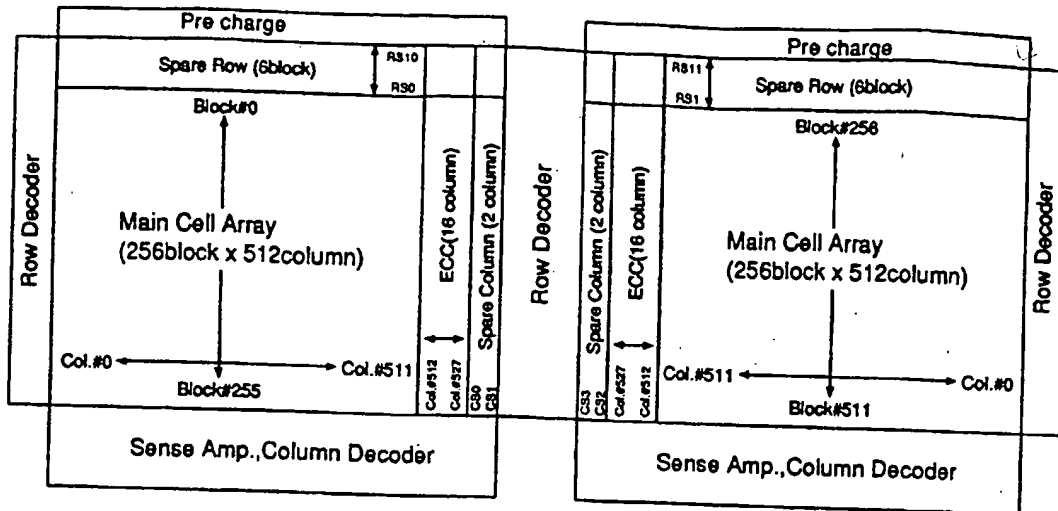 Pre charge
Spare Row (6block)
RS10
RS0
Block#0
Row Decoder
Main Cell Array
(256block x 512column)
ECC(16 column)
Spare Column (2 column)
Col.#0
Col.#511
Block#255
Col.#512
Col.#527
CS0
CS1
Sense Amp.,Column Decoder
Row Decoder
Pre charge
RS11
RS1
Spare Row (6block)
Block#256
Spare Column (2 column)
ECC(16 column)
Main Cell Array
(256block x 512column)
Row Decoder
CS3
CS2
Col.#527
Col.#512
Col.#511
Col.#0
Block#511
Sense Amp.,Column Decoder